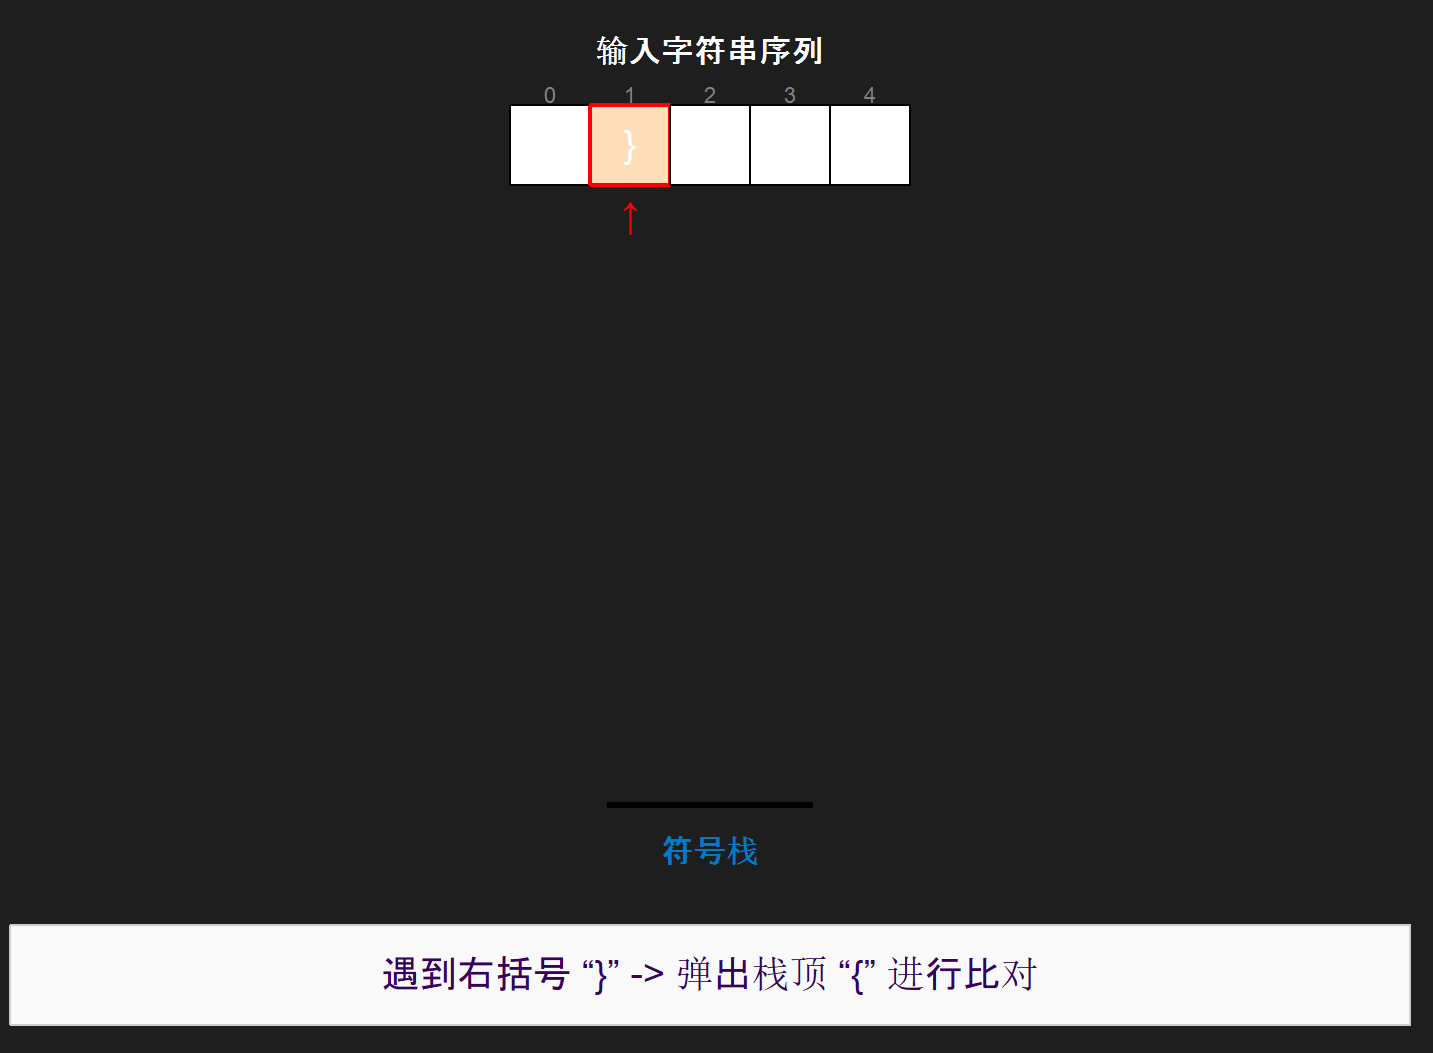 输入字符串序列
0 1 2 3 4
}
↑
符号栈
遇到右括号 “}” -> 弹出栈顶 “{” 进行比对